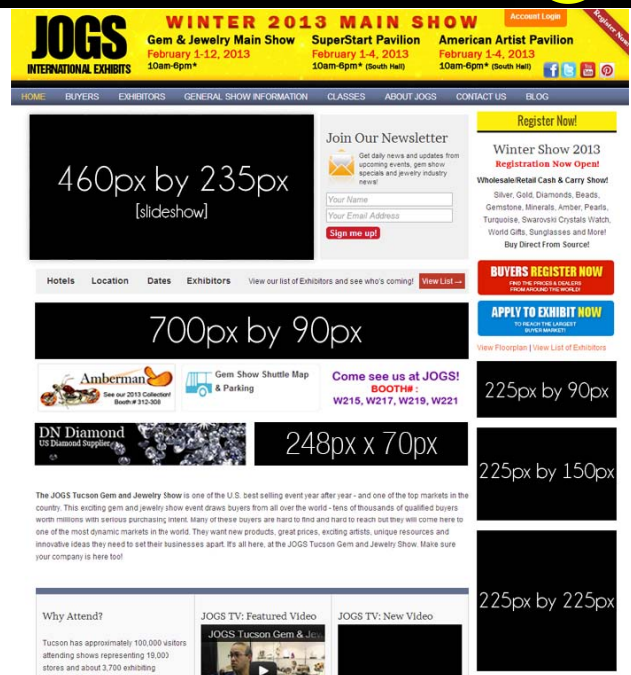 WINTER 2013 MAIN SHOW
Account Login
Register Now!
JOGS
INTERNATIONAL EXHIBITS
Gem & Jewelry Main Show
February 1-12, 2013
10am-6pm*
SuperStart Pavilion
February 1-4, 2013
10am-6pm* (South Hall)
American Artist Pavilion
February 1-4, 2013
10am-6pm* (South Hall)
HOME BUYERS EXHIBITORS GENERAL SHOW INFORMATION CLASSES ABOUT JOGS CONTACT US BLOG
460px by 235px
[slideshow]
Join Our Newsletter
Get daily news and updates from
upcoming events, gem show
specials and jewelry industry
news!
Your Name
Your Email Address
Sign me up!
Register Now!
Winter Show 2013
Registration Now Open!
Wholesale/Retail Cash & Carry Show!
Silver, Gold, Diamonds, Beads,
Gemstone, Minerals, Amber, Pearls,
Turquoise, Swarovski Crystals Watch,
World Gifts, Sunglasses and More!
Buy Direct From Source!
BUYERS REGISTER NOW
FIND THE PRICES & DEALERS
FROM AROUND THE WORLD!
APPLY TO EXHIBIT NOW
TO REACH THE LARGEST
BUYER MARKET!
View Floorplan | View List of Exhibitors
Hotels Location Dates Exhibitors View our list of Exhibitors and see who's coming! View List→
700px by 90px
Amberman
See our 2013 Collection!
Booth # 312-308
Gem Show Shuttle Map
& Parking
Come see us at JOGS!
BOOTH# :
W215, W217, W219, W221
DN Diamond
US Diamond Supplier
248px x 70px
225px by 90px
225px by 150px
225px by 225px
The JOGS Tucson Gem and Jewelry Show is one of the U.S. best selling event year after year - and one of the top markets in the
country. This exciting gem and jewelry show event draws buyers from all over the world - tens of thousands of qualified buyers
worth millions with serious purchasing intent. Many of these buyers are hard to find and hard to reach but they will come here to
one of the most dynamic markets in the world. They want new products, great prices, exciting artists, unique resources and
innovative ideas they need to set their businesses apart. It's all here, at the JOGS Tucson Gem and Jewelry Show. Make sure
your company is here too!
Why Attend?
Tucson has approximately 100,000 visitors
attending shows representing 19,000
stores and about 3,700 exhibiting
JOGS TV: Featured Video
JOGS Tucson Gem & Jew
JOGS TV: New Video